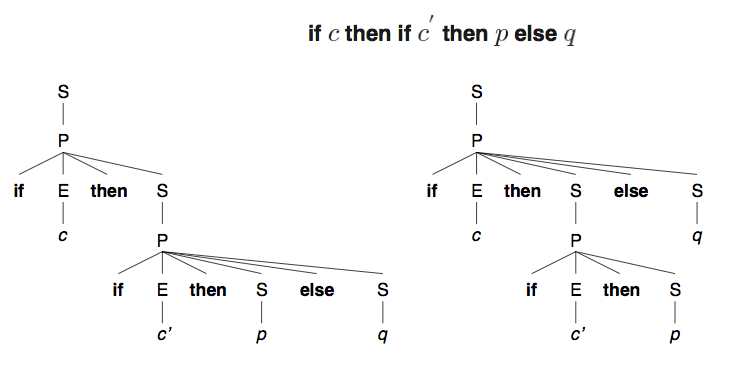 if c then if c′ then p else q
S S
P P
if E then S if E then S else S
c P c P q
if E then S else S if E then S
c' p q c' p